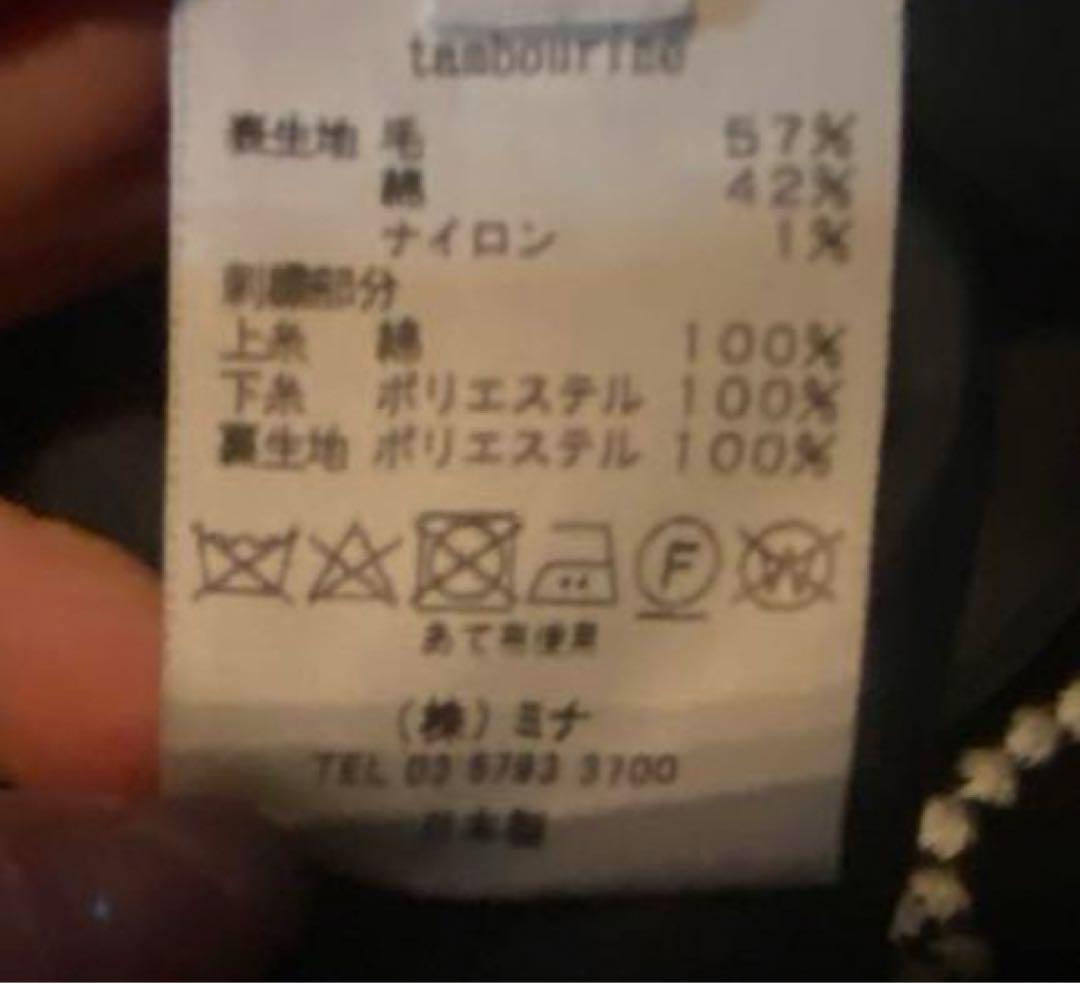 tambourine
表生地 毛 57%
綿 42%
ナイロン 1%
刺繍部分
上糸 綿 100%
下糸 ポリエステル 100%
裏生地 ポリエステル 100%
F W
あて布使用
(株)ミナ
TEL 03 5793 3700
日本製